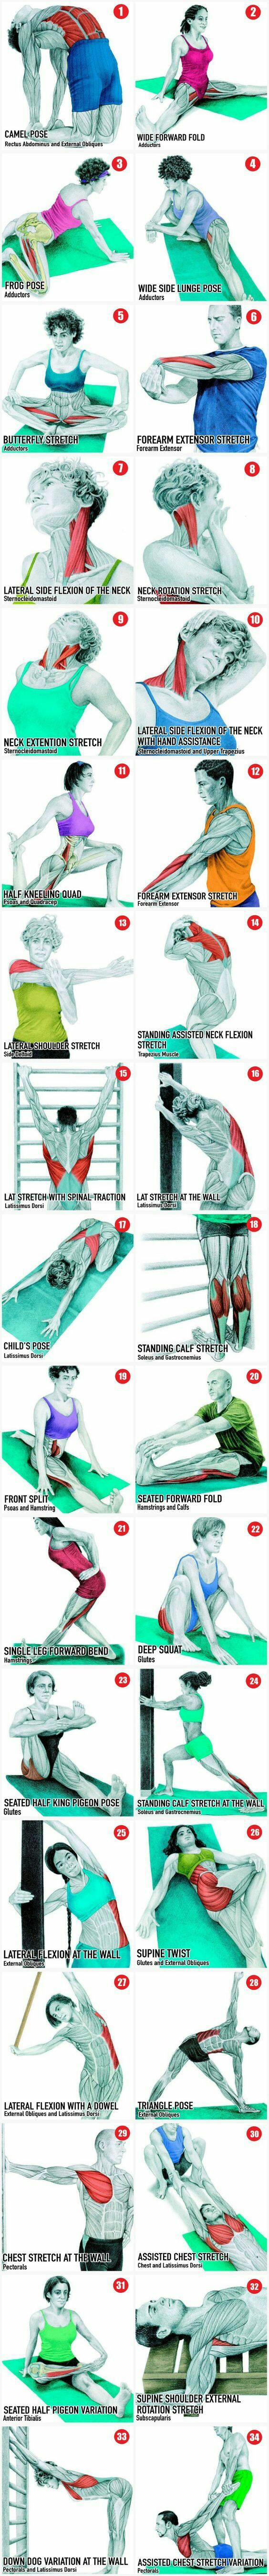 1
CAMEL POSE
Rectus Abdominus and External Obliques
2
WIDE FORWARD FOLD
Adductors
3
FROG POSE
Adductors
4
WIDE SIDE LUNGE POSE
Adductors
5
BUTTERFLY STRETCH
Adductors
6
FOREARM EXTENSOR STRETCH
Forearm Extensor
7
LATERAL SIDE FLEXION OF THE NECK
Sternocleidomastoid
8
NECK ROTATION STRETCH
Sternocleidomastoid
9
NECK EXTENTION STRETCH
Sternocleidomastoid
10
LATERAL SIDE FLEXION OF THE NECK
WITH HAND ASSISTANCE
Sternocleidomastoid and Upper Trapezius
11
HALF KNEELING QUAD
Psoas and Quadracep
12
FOREARM EXTENSOR STRETCH
Forearm Extensor
13
LATERAL SHOULDER STRETCH
Side Deltoid
14
STANDING ASSISTED NECK FLEXION
STRETCH
Trapezius Muscle
15
LAT STRETCH WITH SPINAL TRACTION
Latissimus Dorsi
16
LAT STRETCH AT THE WALL
Latissimus Dorsi
17
CHILD'S POSE
Latissimus Dorsi
18
STANDING CALF STRETCH
Soleus and Gastrocnemius
19
FRONT SPLIT
Psoas and Hamstring
20
SEATED FORWARD FOLD
Hamstrings and Calfs
21
SINGLE LEG FORWARD BEND
Hamstrings
22
DEEP SQUAT
Glutes
23
SEATED HALF KING PIGEON POSE
Glutes
24
STANDING CALF STRETCH AT THE WALL
Soleus and Gastrocnemius
25
LATERAL FLEXION AT THE WALL
External Obliques
26
SUPINE TWIST
Glutes and External Obliques
27
LATERAL FLEXION WITH A DOWEL
External Obliques and Latissimus Dorsi
28
TRIANGLE POSE
External Obliques
29
CHEST STRETCH AT THE WALL
Pectorals
30
ASSISTED CHEST STRETCH
Chest and Latissimus Dorsi
31
SEATED HALF PIGEON VARIATION
Anterior Tibialis
32
SUPINE SHOULDER EXTERNAL
ROTATION STRETCH
Subscapularis
33
DOWN DOG VARIATION AT THE WALL
Pectorals and Latissimus Dorsi
34
ASSISTED CHEST STRETCH VARIATION
Pectorals